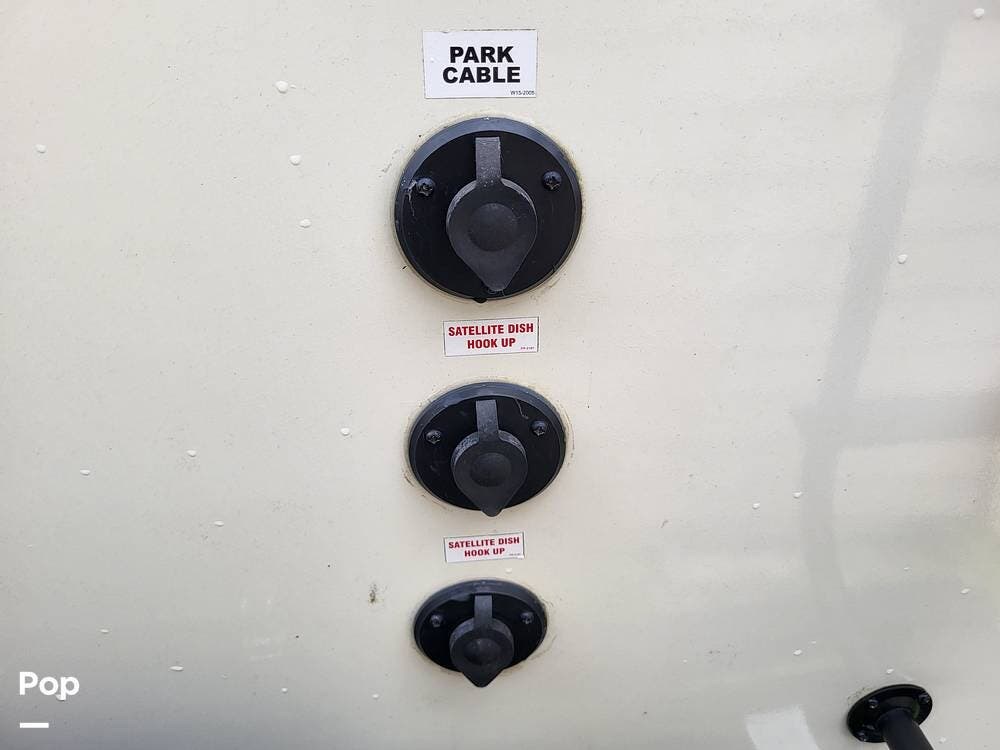 PARK
CABLE
W15-2005
SATELLITE DISH
HOOK UP
SATELLITE DISH
HOOK UP
Pop